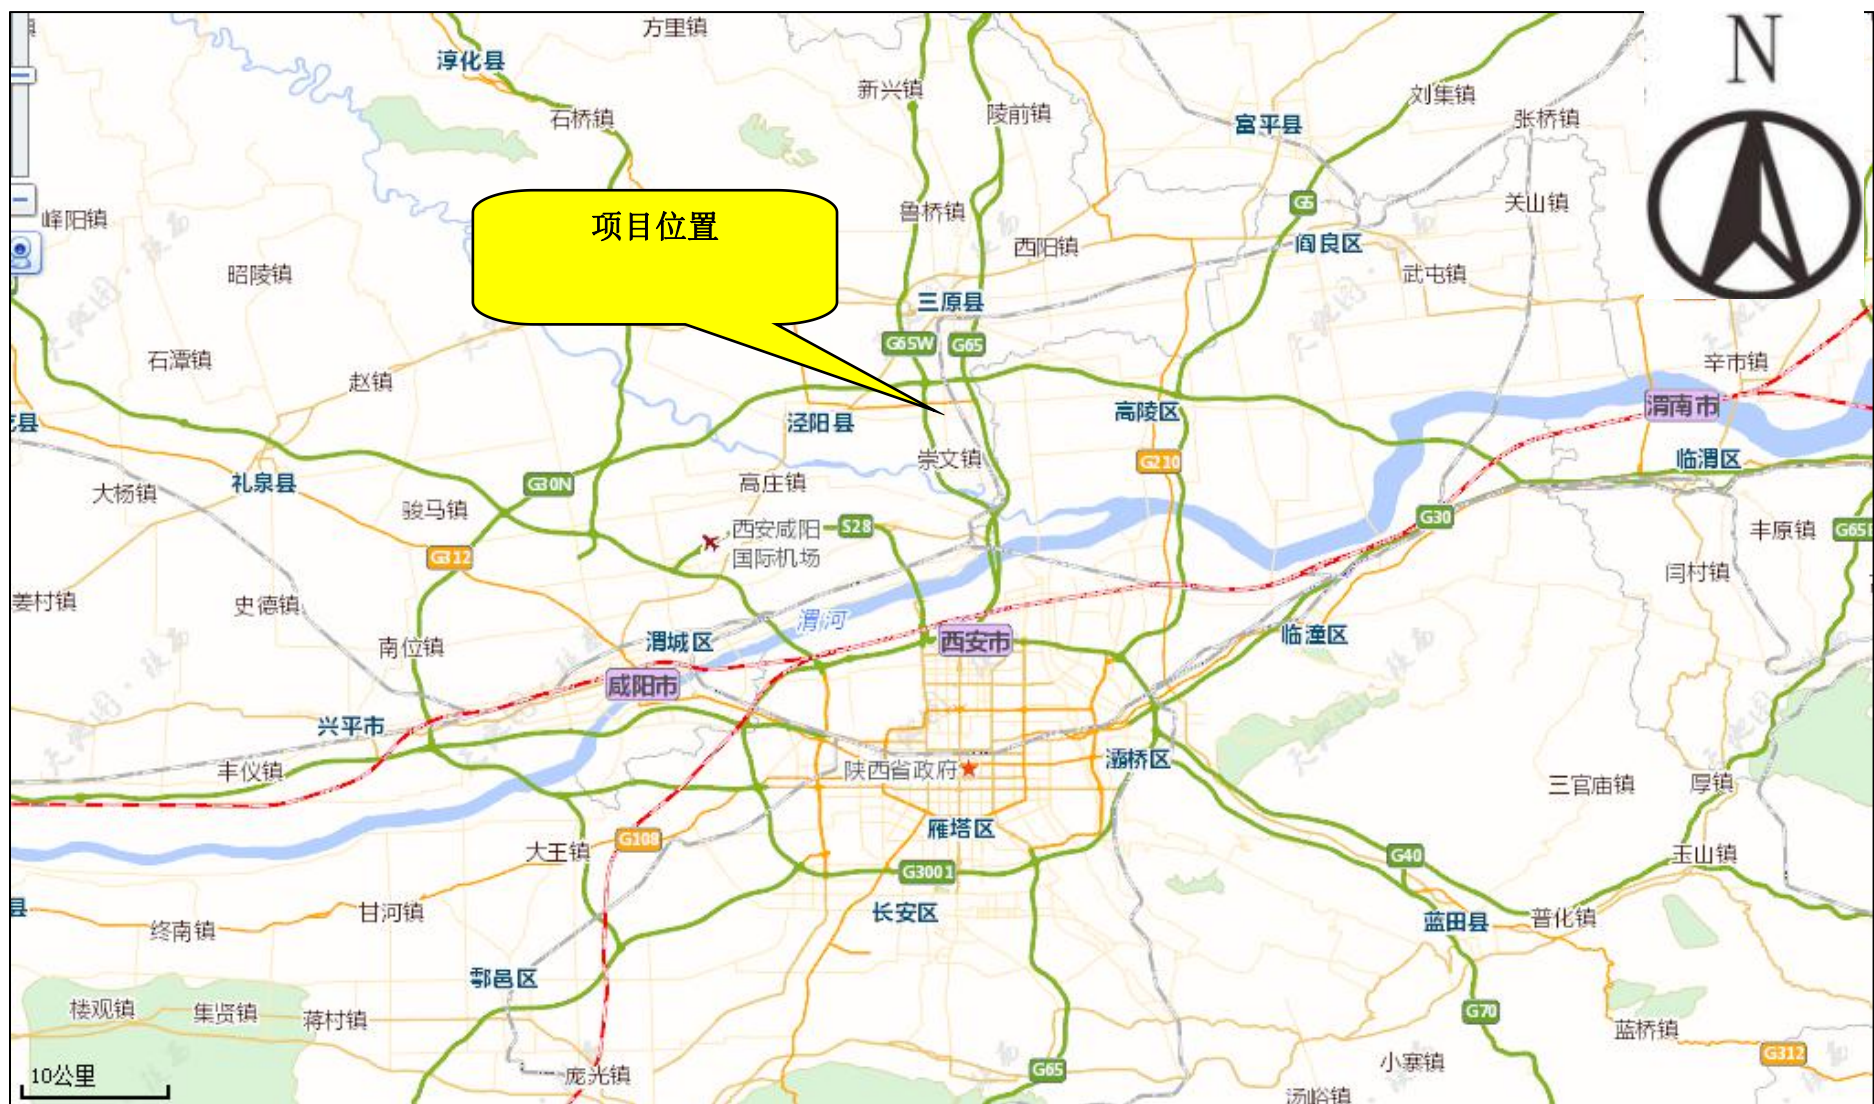 方里镇
淳化县
新兴镇
刘集镇
石桥镇
陵前镇
富平县
张桥镇
N
峰阳镇
项目位置
鲁桥镇
G5
关山镇
西阳镇
阎良区
昭陵镇
武屯镇
三原县
石潭镇
G65W
G65
辛市镇
赵镇
泾阳县
高陵区
渭南市
县
崇文镇
G210
临渭区
大杨镇
礼泉县
G30N
高庄镇
骏马镇
西安咸阳
国际机场
S28
G30
丰原镇
G65
G312
闫村镇
姜村镇
史德镇
南位镇
渭城区
渭河
西安市
临潼区
咸阳市
兴平市
丰仪镇
陕西省政府
灞桥区
三官庙镇
厚镇
大王镇
G108
雁塔区
G3001
G40
玉山镇
县
终南镇
甘河镇
长安区
蓝田县
普化镇
鄠邑区
楼观镇
集贤镇
蒋村镇
G70
蓝桥镇
10公里
庞光镇
G65
小寨镇
G312
汤峪镇
天地图·陕西